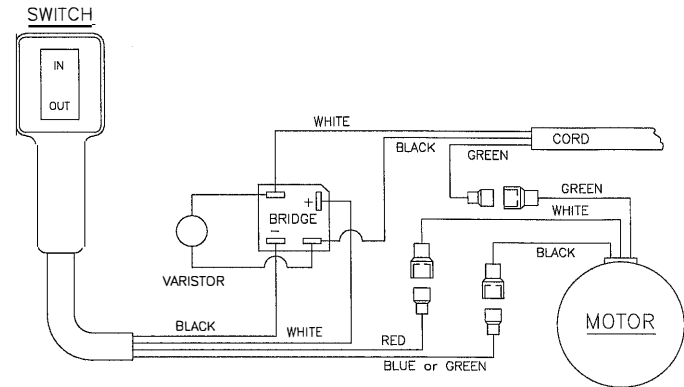 SWITCH
IN
OUT
WHITE
BLACK
CORD
GREEN
GREEN
WHITE
+
BRIDGE
-
BLACK
VARISTOR
BLACK
WHITE
RED
BLUE or GREEN
MOTOR